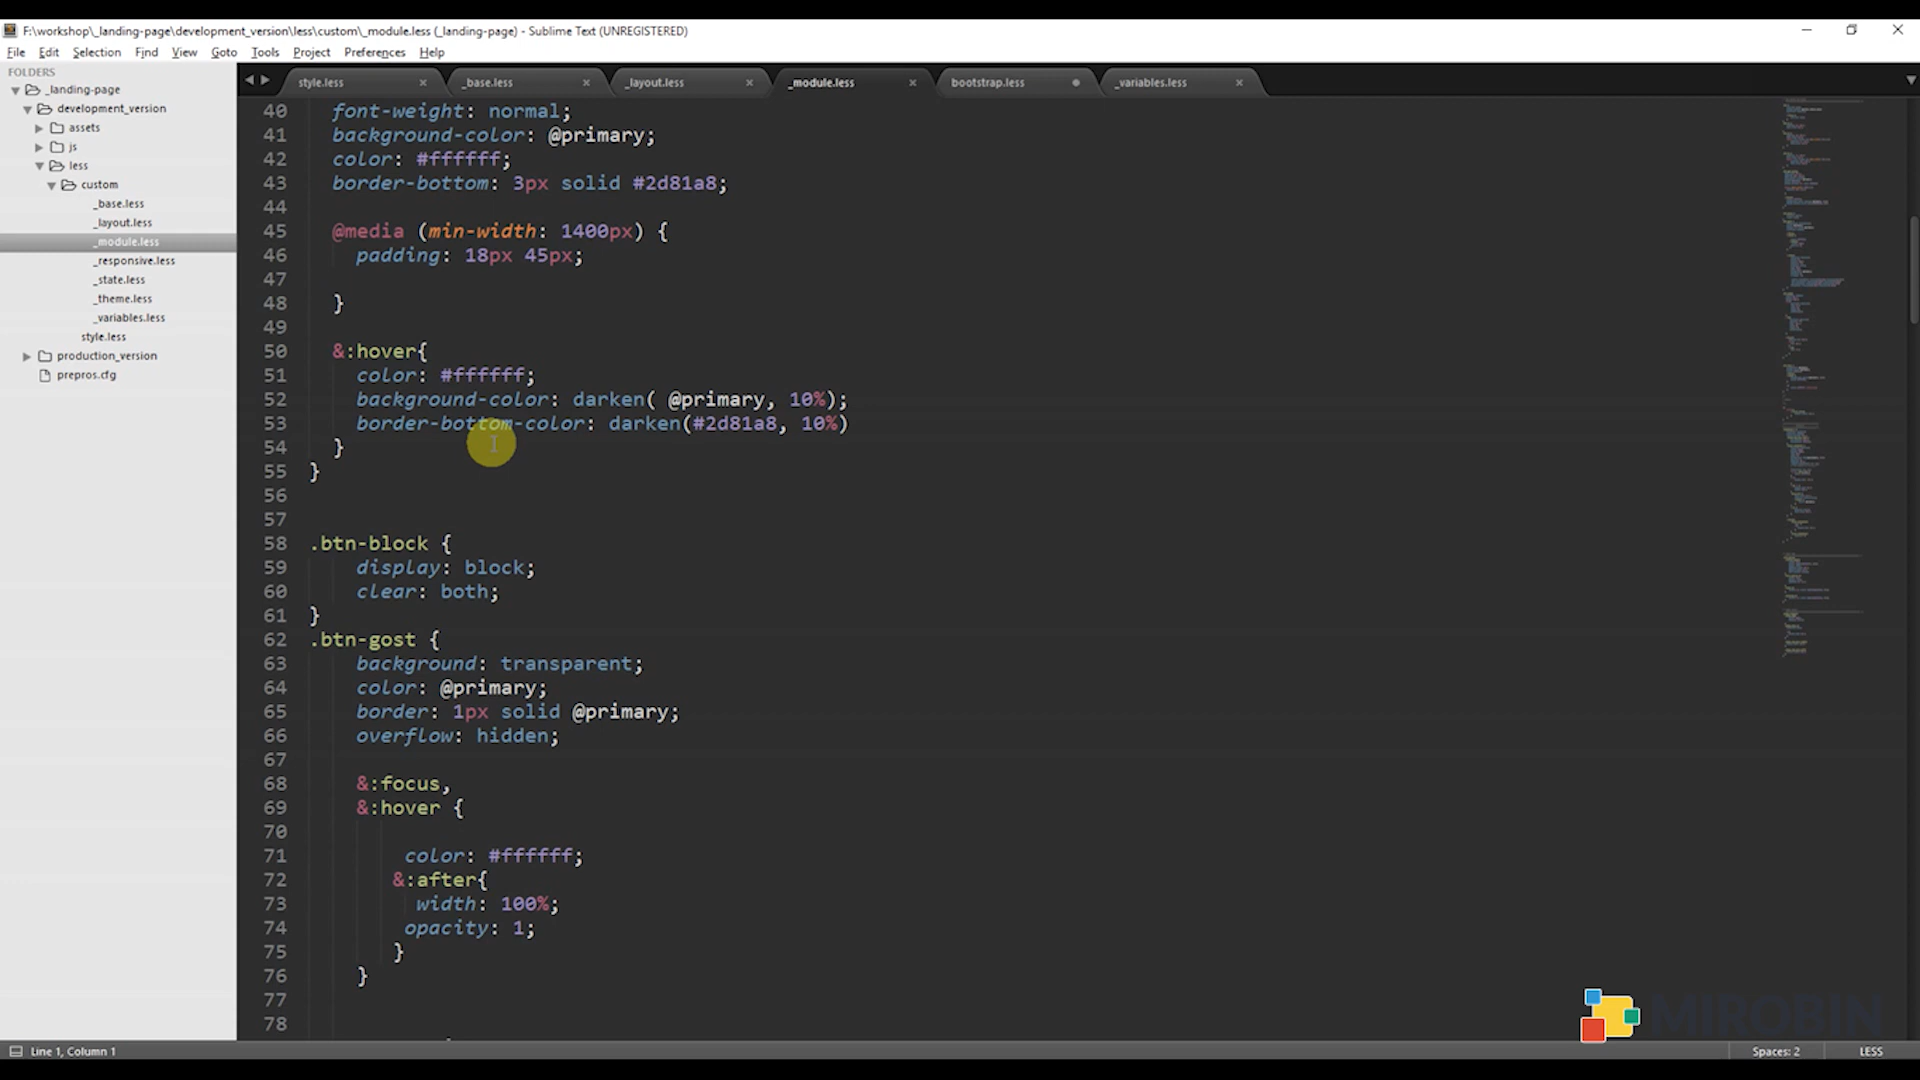 F:\workshop\_landing-page\development_version\less\custom\_module.less (_landing-page) - Sublime Text (UNREGISTERED)
File Edit Selection Find View Goto Tools Project Preferences Help
FOLDERS
_landing-page
development_version
assets
js
less
custom
_base.less
_layout.less
_module.less
_responsive.less
_state.less
_theme.less
_variables.less
style.less
production_version
prepros.cfg
style.less _base.less _layout.less _module.less bootstrap.less _variables.less
40 font-weight: normal;
41 background-color: @primary;
42 color: #ffffff;
43 border-bottom: 3px solid #2d81a8;
44
45 @media (min-width: 1400px) {
46 padding: 18px 45px;
47
48 }
49
50 &:hover{
51 color: #ffffff;
52 background-color: darken( @primary, 10%);
53 border-bottom-color: darken(#2d81a8, 10%)
54 }
55 }
56
57
58 .btn-block {
59 display: block;
60 clear: both;
61 }
62 .btn-gost {
63 background: transparent;
64 color: @primary;
65 border: 1px solid @primary;
66 overflow: hidden;
67
68 &:focus,
69 &:hover {
70
71 color: #ffffff;
72 &:after{
73 width: 100%;
74 opacity: 1;
75 }
76 }
77
78
MIROBIN
Line 1, Column 1
Spaces: 2
LESS